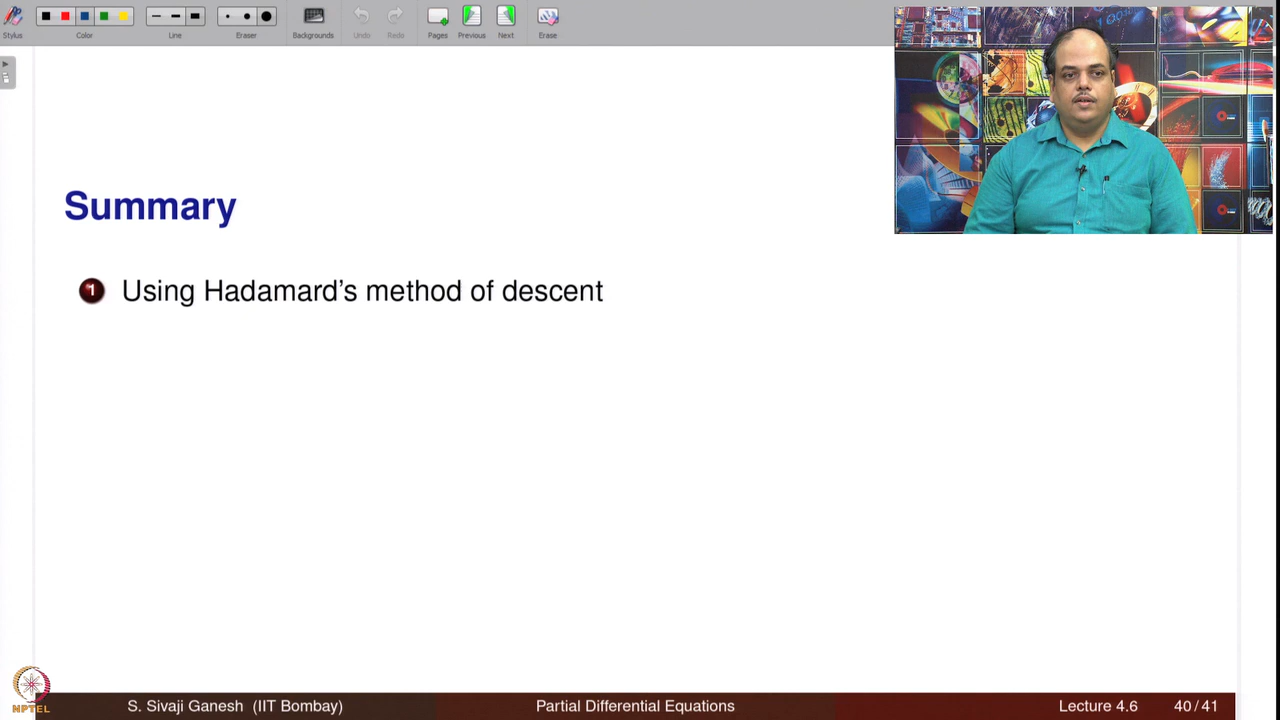 Stylus
Color
Line
Eraser
Backgrounds
Undo
Redo
Pages
Previous
Next
Erase
Summary
1 Using Hadamard's method of descent
NPTEL
S. Sivaji Ganesh (IIT Bombay)
Partial Differential Equations
Lecture 4.6
40/41